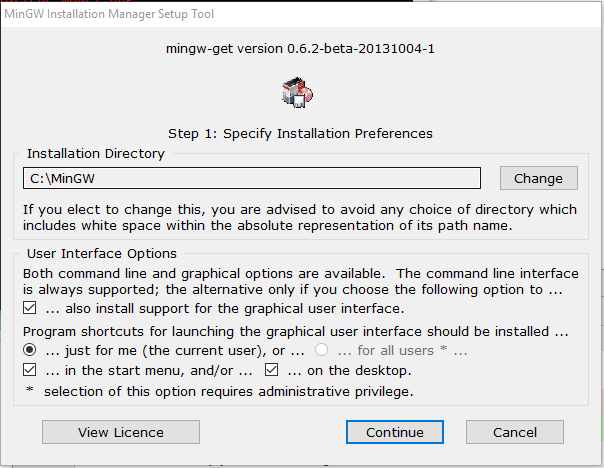 MinGW Installation Manager Setup Tool
mingw-get version 0.6.2-beta-20131004-1
Step 1: Specify Installation Preferences
Installation Directory
C:\MinGW
Change
If you elect to change this, you are advised to avoid any choice of directory which
includes white space within the absolute representation of its path name.
User Interface Options
Both command line and graphical options are available.  The command line interface
is always supported; the alternative only if you choose the following option to ...
... also install support for the graphical user interface.
Program shortcuts for launching the graphical user interface should be installed ...
... just for me (the current user), or ... ... for all users * ...
... in the start menu, and/or ... ... on the desktop.
* selection of this option requires administrative privilege.
View Licence Continue Cancel